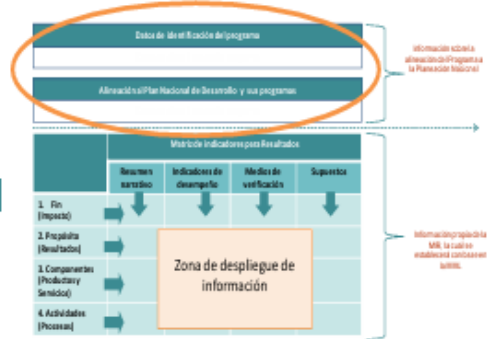 Datos de identificación del programa
Alineación al Plan Nacional de Desarrollo y sus programas
Información sobre la
alineación del Programa a
la Planeación Nacional
Matriz de Indicadores para Resultados
Resumen
narrativo
Indicadores de
desempeño
Medios de
verificación
Supuestos
1. Fin
(Impacto)
2. Propósito
(Resultados)
3. Componentes
(Productos y
Servicios)
4. Actividades
(Procesos)
Zona de despliegue de
información
Información propia de la
MIR, la cual se
establecerá con base en